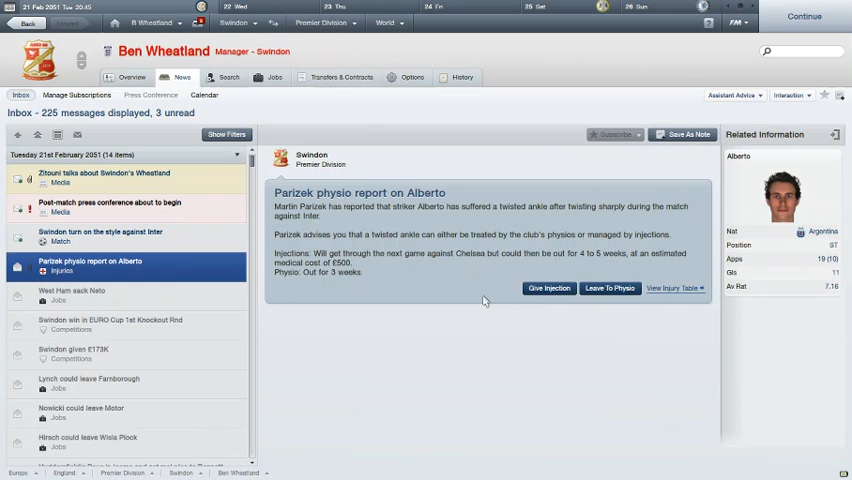 21 Feb 2051 Tue 20:45
22 Wed
23 Thu
24 Fri
25 Sat
26 Sun
Back
Forward
B Wheatland
Swindon
Premier Division
World
?
FM
Continue
Ben Wheatland
Manager - Swindon
Overview
News
Search
Jobs
Transfers & Contracts
Options
History
Inbox
Manage Subscriptions
Press Conference
Calendar
Assistant Advice
Interaction
Inbox - 225 messages displayed, 3 unread
Show Filters
Subscribe
Save As Note
Related Information
Tuesday 21st February 2051 (14 items)
Zitouni talks about Swindon's Wheatland
Media
Post-match press conference about to begin
Media
Swindon turn on the style against Inter
Match
Parizek physio report on Alberto
Injuries
West Ham sack Neto
Jobs
Swindon win in EURO Cup 1st Knockout Rnd
Competitions
Swindon given £173K
Competitions
Lynch could leave Farnborough
Jobs
Nowicki could leave Motor
Jobs
Hirsch could leave Wisla Plock
Jobs
Swindon
Premier Division
Parizek physio report on Alberto
Martin Parizek has reported that striker Alberto has suffered a twisted ankle after twisting sharply during the match
against Inter.
Parizek advises you that a twisted ankle can either be treated by the club's physios or managed by injections.
Injections: Will get through the next game against Chelsea but could then be out for 4 to 5 weeks, at an estimated
medical cost of £500.
Physio: Out for 3 weeks.
Give Injection
Leave To Physio
View Injury Table
Alberto
Nat
Argentina
Position
ST
Apps
19 (10)
Gls
11
Av Rat
7.16
Europe
England
Premier Division
Swindon
Ben Wheatland